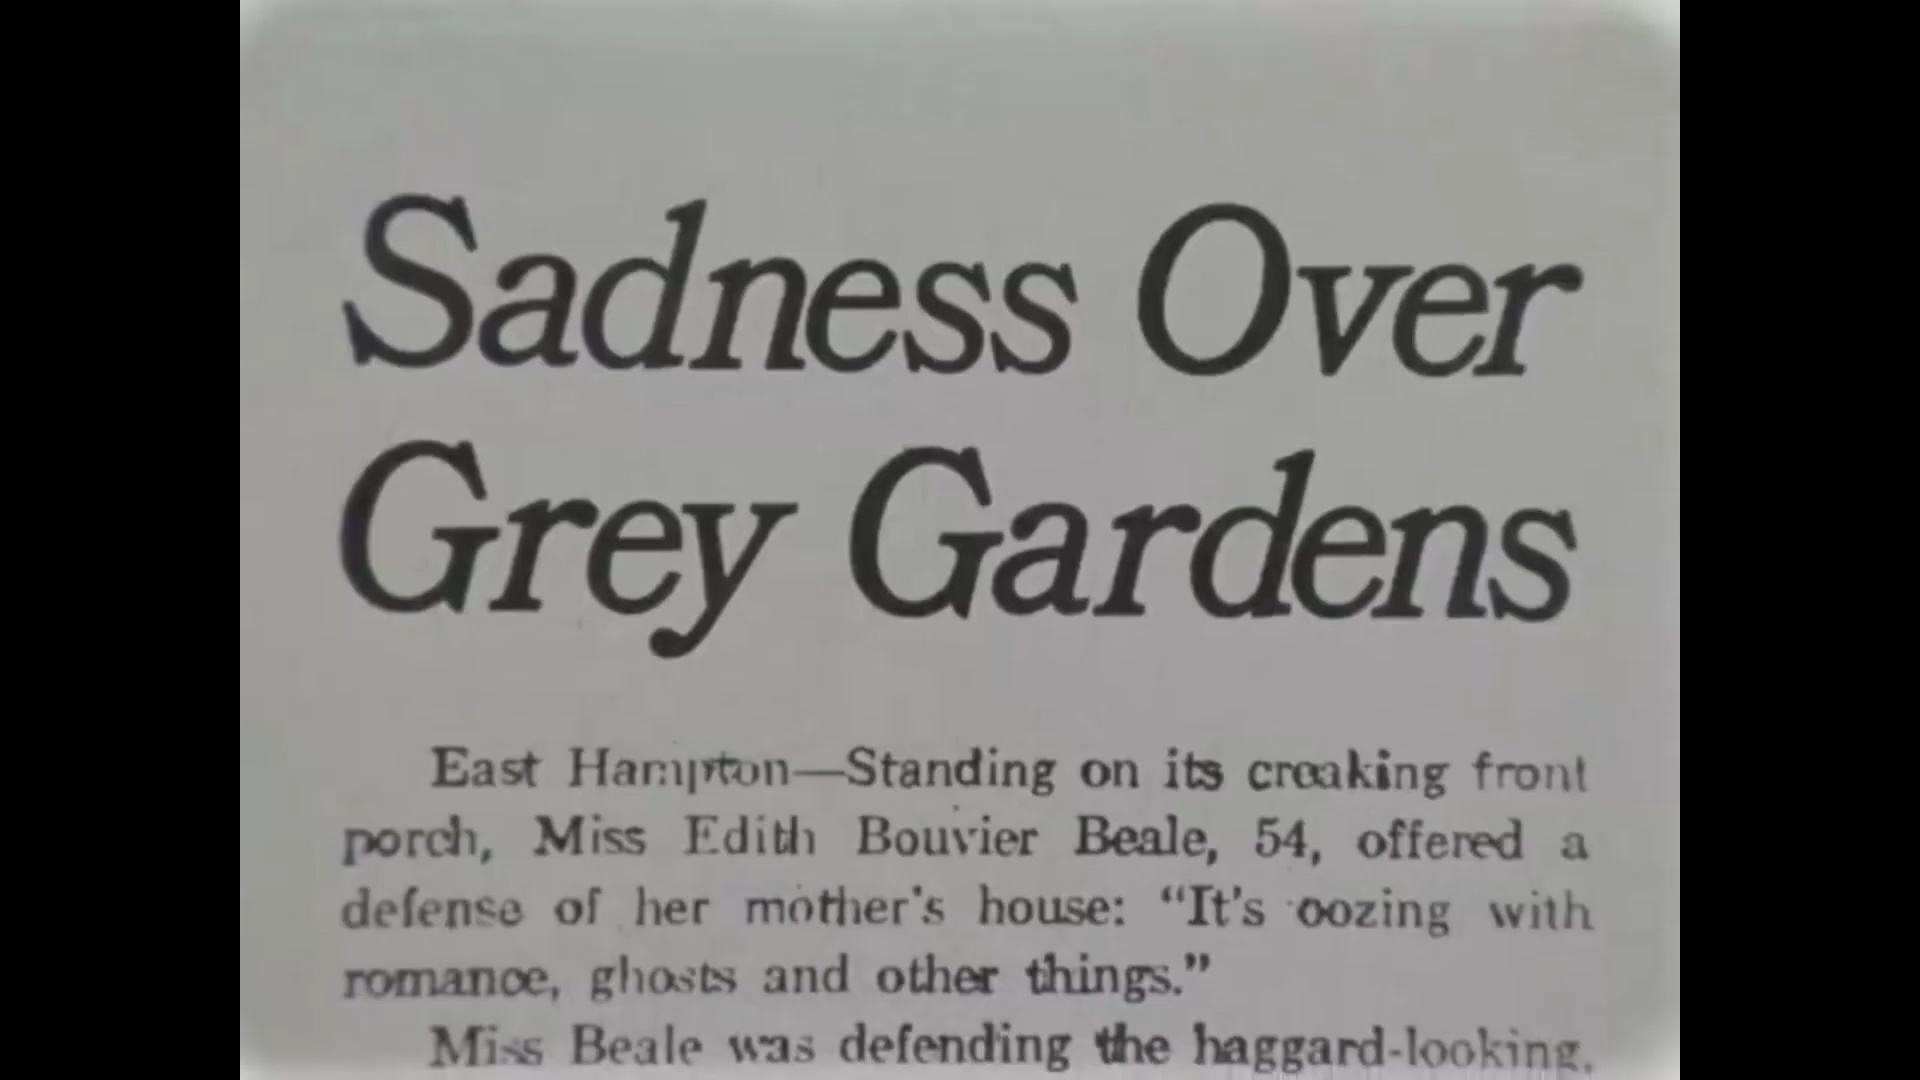 Sadness Over
Grey Gardens
East Hampton—Standing on its creaking front
porch, Miss Edith Bouvier Beale, 54, offered a
defense of her mother's house: "It's oozing with
romance, ghosts and other things."
Miss Beale was defending the haggard-looking,